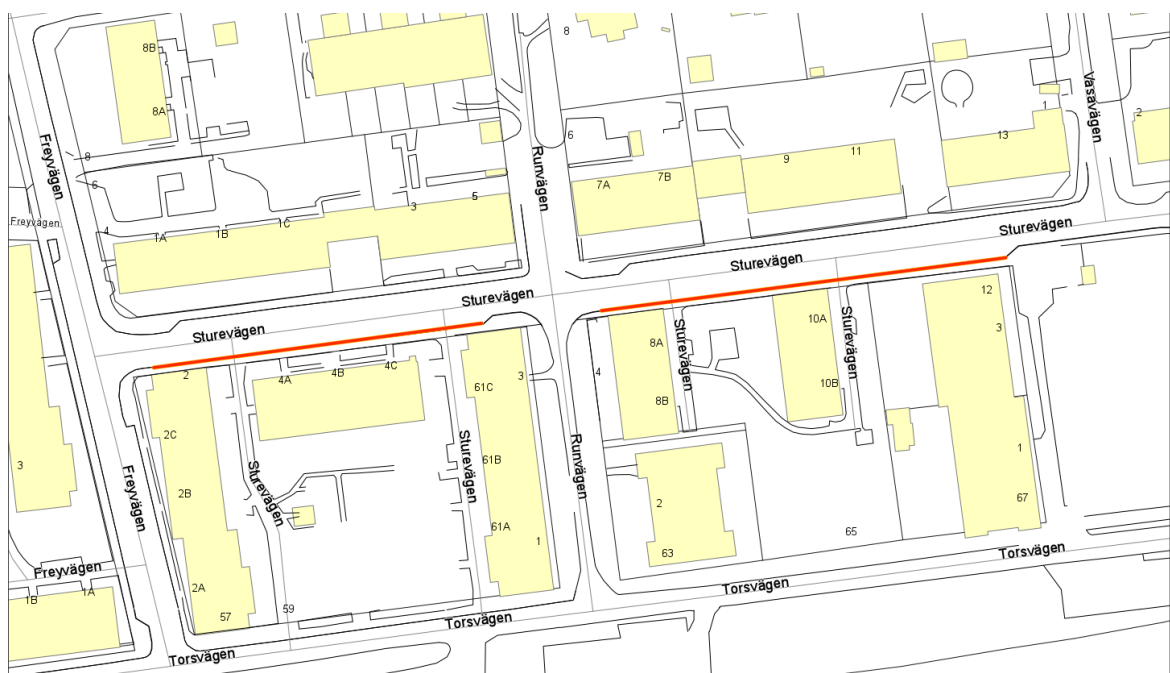 8B
8
Vasavägen
8A
1
2
Freyvägen
13
6
8
Runvägen
9
11
6
7A
7B
5
3
Freyvägen
1C
4
1A
1B
Sturevägen
Sturevägen
Sturevägen
Sturevägen
12
10A
3
8A
Sturevägen
Sturevägen
2
4A
4B
4C
61C
3
4
10B
8B
2C
3
Sturevägen
Runvägen
1
61B
Freyvägen
Sturevägen
2B
67
2
61A
65
1
63
Torsvägen
Freyvägen
Torsvägen
2A
1A
1B
57
59
Torsvägen
Torsvägen